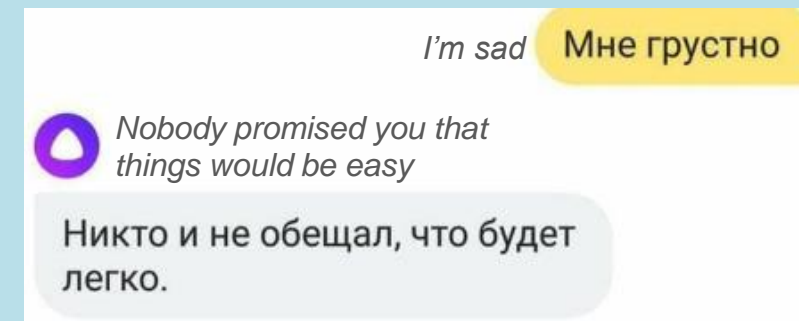 I'm sad Мне грустно
Nobody promised you that
things would be easy
Никто и не обещал, что будет
легко.